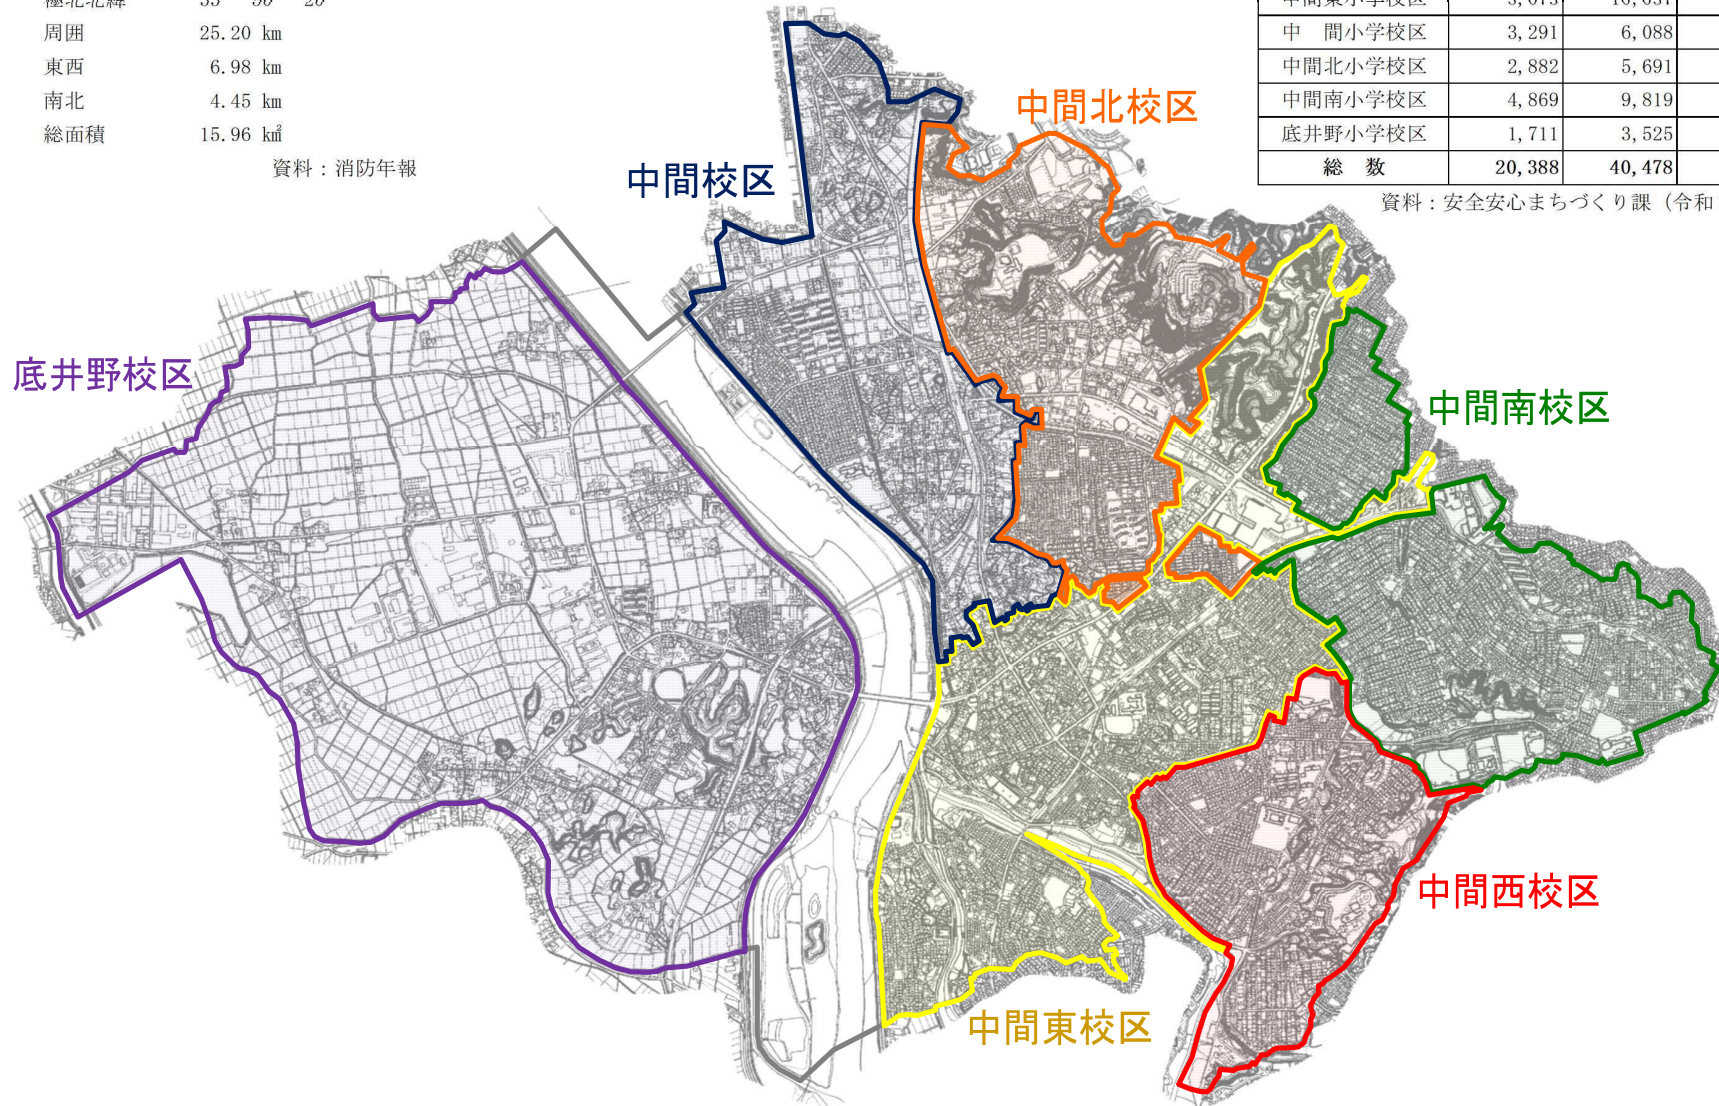 周囲 25.20 km
東西 6.98 km
南北 4.45 km
総面積 15.96 k㎡
資料：消防年報
中　間小学校区 3,291 6,088
中間北小学校区 2,882 5,691
中間南小学校区 4,869 9,819
底井野小学校区 1,711 3,525
総　数 20,388 40,478
資料：安全安心まちづくり課（令和
中間北校区
中間校区
底井野校区
中間南校区
中間西校区
中間東校区